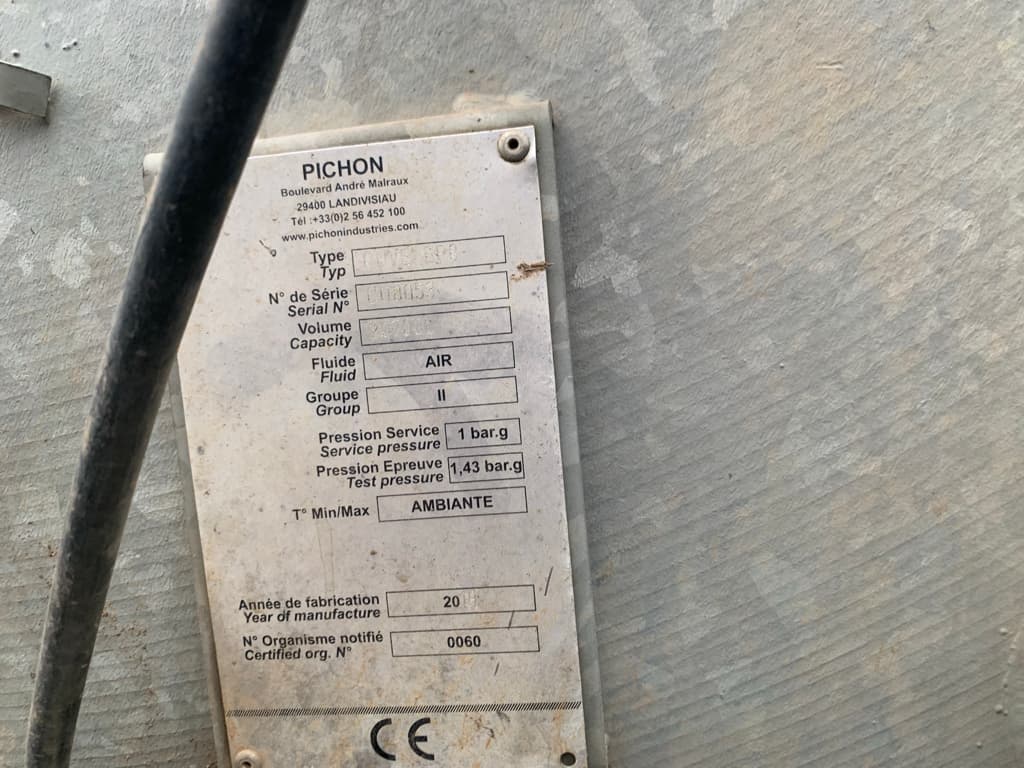 PICHON
Boulevard André Malraux
29400 LANDIVISIAU
Tél :+33(0)2 56 452 100
www.pichonindustries.com
Type
Typ
N° de Série
Serial N°
Volume
Capacity
Fluide
Fluid
AIR
Groupe
Group
II
Pression Service
Service pressure
1 bar.g
Pression Epreuve
Test pressure
1,43 bar.g
T° Min/Max
AMBIANTE
Année de fabrication
Year of manufacture
20
N° Organisme notifié
Certified org. N°
0060
CE